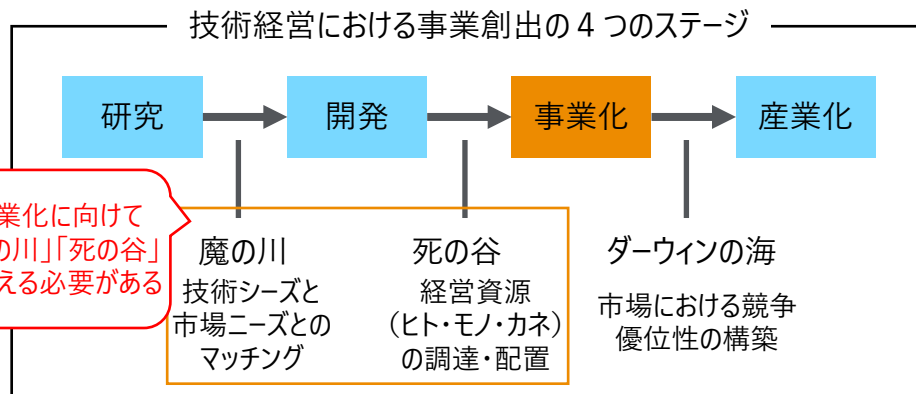 技術経営における事業創出の4つのステージ
研究
開発
事業化
産業化
業化に向けて
の川」「死の谷」
える必要がある
魔の川
技術シーズと
市場ニーズとの
マッチング
死の谷
経営資源
（ヒト・モノ・カネ）
の調達・配置
ダーウィンの海
市場における競争
優位性の構築